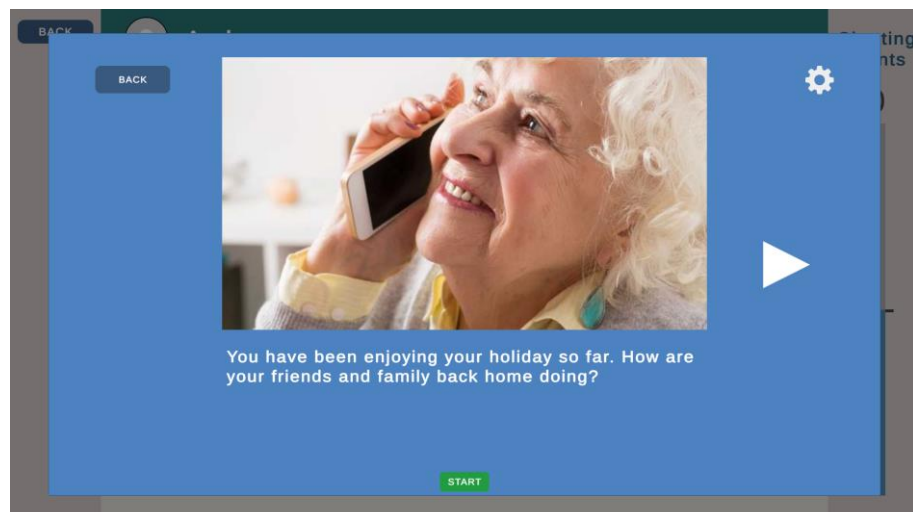 BACK
BACK
You have been enjoying your holiday so far. How are
your friends and family back home doing?
START